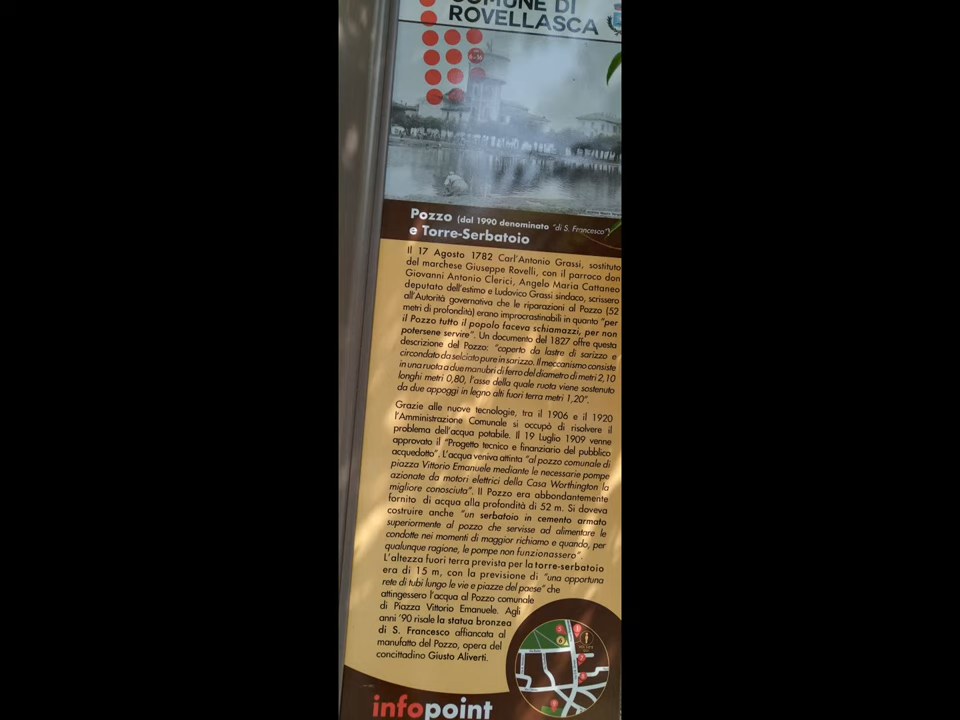 COMUNE DI
ROVELLASCA
Pozzo (dal 1990 denominato "di S. Francesco")
e Torre-Serbatoio
Il 17 Agosto 1782 Carl'Antonio Grassi, sostituto
del marchese Giuseppe Rovelli, con il parroco don
Giovanni Antonio Clerici, Angelo Maria Cattaneo
deputato dell'estimo e Ludovico Grassi sindaco, scrissero
all'Autorità governativa che le riparazioni al Pozzo (52
metri di profondità) erano improcrastinabili in quanto "per
il Pozzo tutto il popolo faceva schiamazzi, per non
potersene servire". Un documento del 1827 offre questa
descrizione del Pozzo: "coperto da lastre di sarizzo e
circondato da selciato pure in sarizzo. Il meccanismo consiste
in una ruota a due manubri di ferro del diametro di metri 2,10
longhi metri 0,80, l'asse della quale ruota viene sostenuto
da due appoggi in legno alti fuori terra metri 1,20".
Grazie alle nuove tecnologie, tra il 1906 e il 1920
l'Amministrazione Comunale si occupò di risolvere il
problema dell'acqua potabile. Il 19 Luglio 1909 venne
approvato il "Progetto tecnico e finanziario del pubblico
acquedotto". L'acqua veniva attinta "al pozzo comunale di
piazza Vittorio Emanuele mediante le necessarie pompe
azionate da motori elettrici della Casa Worthington la
migliore conosciuta". Il Pozzo era abbondantemente
fornito di acqua alla profondità di 52 m. Si doveva
costruire anche "un serbatoio in cemento armato
superiormente al pozzo che servisse ad alimentare le
condotte nei momenti di maggior richiamo e quando, per
qualunque ragione, le pompe non funzionassero".
L'altezza fuori terra prevista per la torre-serbatoio
era di 15 m, con la previsione di "una opportuna
rete di tubi lungo le vie e piazze del paese" che
attingessero l'acqua al Pozzo comunale
di Piazza Vittorio Emanuele. Agli
anni '90 risale la statua bronzea
di S. Francesco affiancata al
manufatto del Pozzo, opera del
concittadino Giusto Aliverti.
infopoint